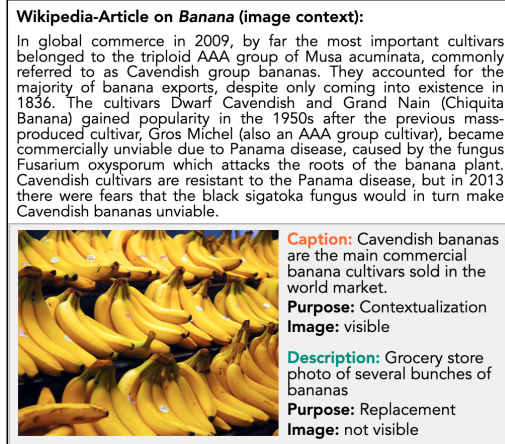 Wikipedia-Article on Banana (image context):
In global commerce in 2009, by far the most important cultivars
belonged to the triploid AAA group of Musa acuminata, commonly
referred to as Cavendish group bananas. They accounted for the
majority of banana exports, despite only coming into existence in
1836. The cultivars Dwarf Cavendish and Grand Nain (Chiquita
Banana) gained popularity in the 1950s after the previous mass-
produced cultivar, Gros Michel (also an AAA group cultivar), became
commercially unviable due to Panama disease, caused by the fungus
Fusarium oxysporum which attacks the roots of the banana plant.
Cavendish cultivars are resistant to the Panama disease, but in 2013
there were fears that the black sigatoka fungus would in turn make
Cavendish bananas unviable.
Caption: Cavendish bananas
are the main commercial
banana cultivars sold in the
world market.
Purpose: Contextualization
Image: visible
Description: Grocery store
photo of several bunches of
bananas
Purpose: Replacement
Image: not visible